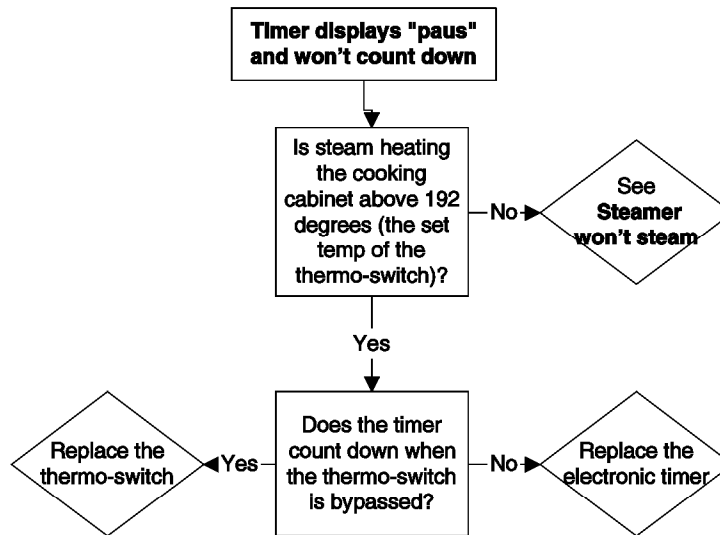 Timer displays "paus"
and won't count down
Is steam heating
the cooking
cabinet above 192
degrees (the set
temp of the
thermo-switch)?
No
See
Steamer
won't steam
Yes
Replace the
thermo-switch
Yes
Does the timer
count down when
the thermo-switch
is bypassed?
No
Replace the
electronic timer